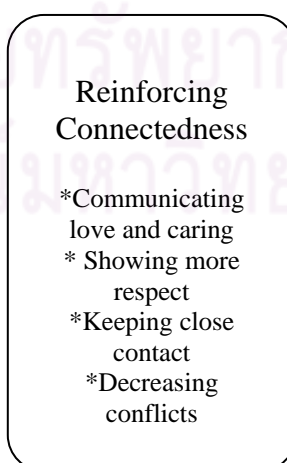 Reinforcing
Connectedness
*Communicating
love and caring
* Showing more
respect
*Keeping close
contact
*Decreasing
conflicts